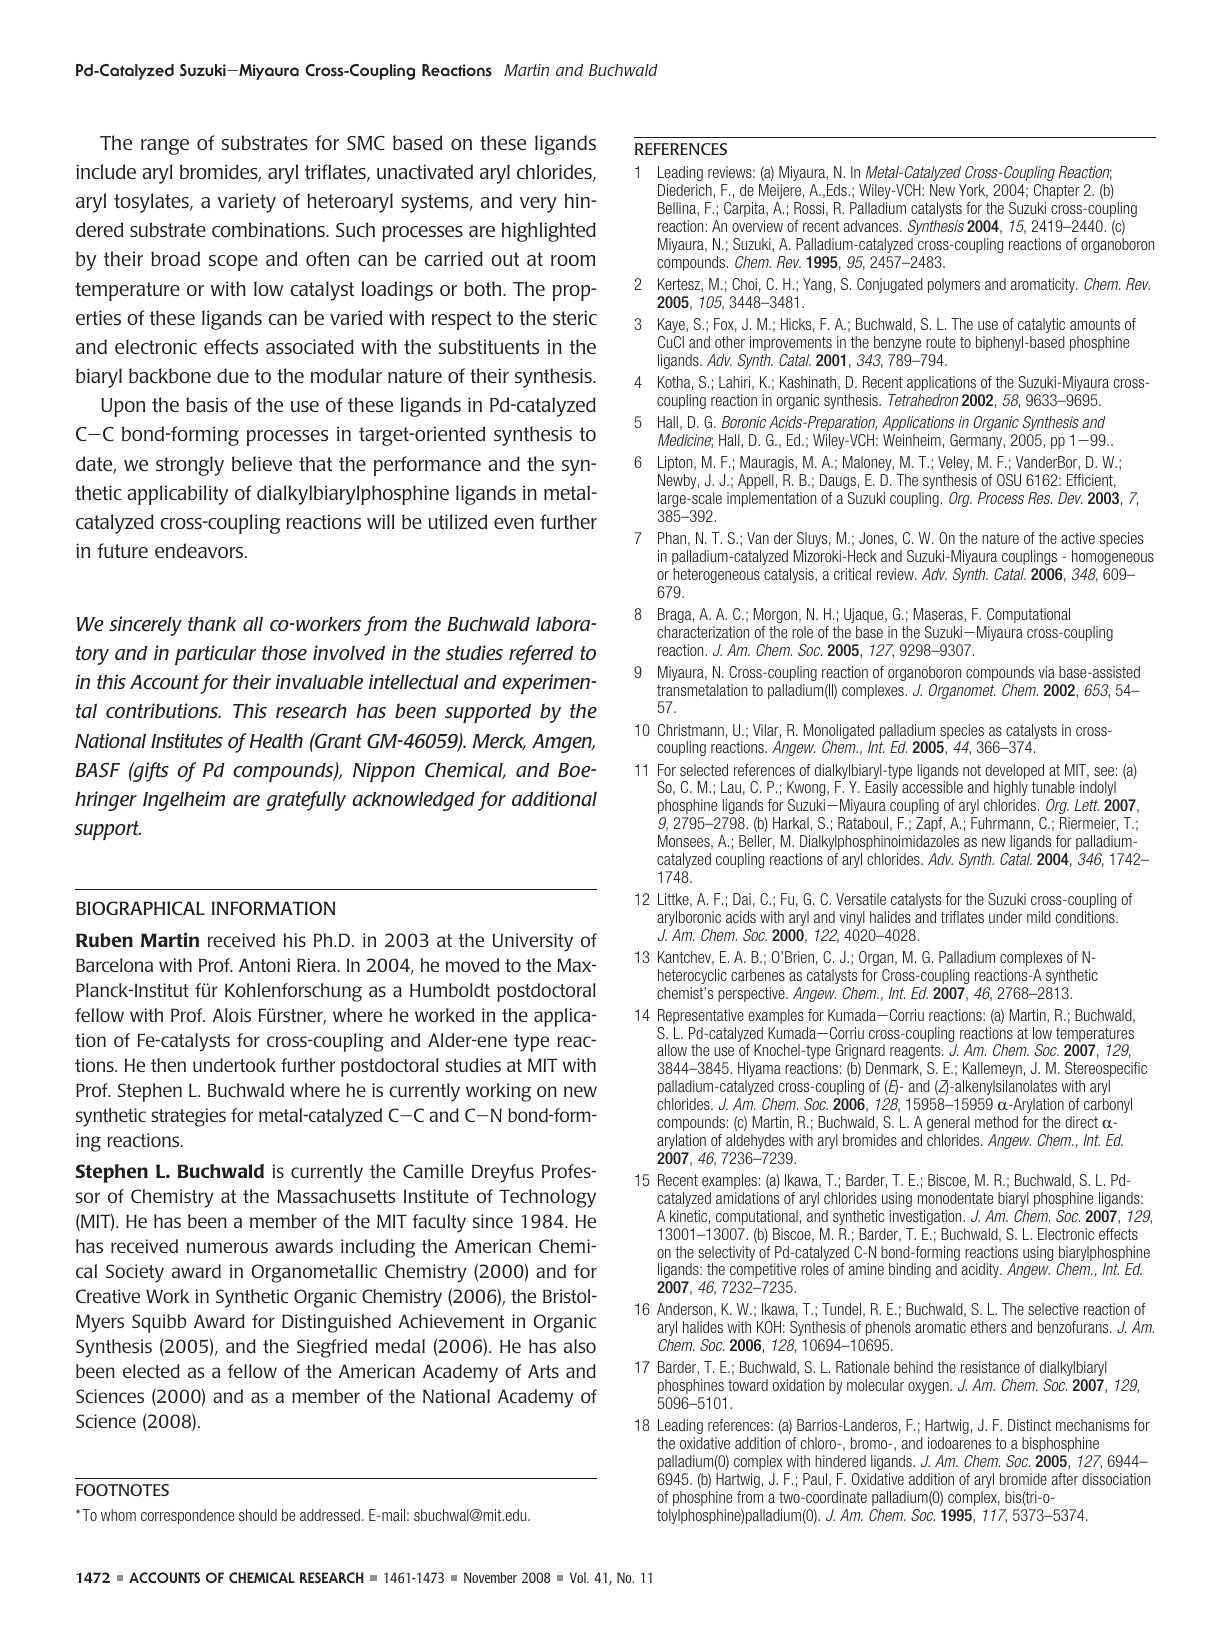 Pd-Catalyzed Suzuki−Miyaura Cross-Coupling Reactions Martin and Buchwald
The range of substrates for SMC based on these ligands
include aryl bromides, aryl triflates, unactivated aryl chlorides,
aryl tosylates, a variety of heteroaryl systems, and very hin-
dered substrate combinations. Such processes are highlighted
by their broad scope and often can be carried out at room
temperature or with low catalyst loadings or both. The prop-
erties of these ligands can be varied with respect to the steric
and electronic effects associated with the substituents in the
biaryl backbone due to the modular nature of their synthesis.
Upon the basis of the use of these ligands in Pd-catalyzed
C−C bond-forming processes in target-oriented synthesis to
date, we strongly believe that the performance and the syn-
thetic applicability of dialkylbiarylphosphine ligands in metal-
catalyzed cross-coupling reactions will be utilized even further
in future endeavors.
We sincerely thank all co-workers from the Buchwald labora-
tory and in particular those involved in the studies referred to
in this Account for their invaluable intellectual and experimen-
tal contributions. This research has been supported by the
National Institutes of Health (Grant GM-46059). Merck, Amgen,
BASF (gifts of Pd compounds), Nippon Chemical, and Boe-
hringer Ingelheim are gratefully acknowledged for additional
support.
BIOGRAPHICAL INFORMATION
Ruben Martin received his Ph.D. in 2003 at the University of
Barcelona with Prof. Antoni Riera. In 2004, he moved to the Max-
Planck-Institut für Kohlenforschung as a Humboldt postdoctoral
fellow with Prof. Alois Fürstner, where he worked in the applica-
tion of Fe-catalysts for cross-coupling and Alder-ene type reac-
tions. He then undertook further postdoctoral studies at MIT with
Prof. Stephen L. Buchwald where he is currently working on new
synthetic strategies for metal-catalyzed C−C and C−N bond-form-
ing reactions.
Stephen L. Buchwald is currently the Camille Dreyfus Profes-
sor of Chemistry at the Massachusetts Institute of Technology
(MIT). He has been a member of the MIT faculty since 1984. He
has received numerous awards including the American Chemi-
cal Society award in Organometallic Chemistry (2000) and for
Creative Work in Synthetic Organic Chemistry (2006), the Bristol-
Myers Squibb Award for Distinguished Achievement in Organic
Synthesis (2005), and the Siegfried medal (2006). He has also
been elected as a fellow of the American Academy of Arts and
Sciences (2000) and as a member of the National Academy of
Science (2008).
FOOTNOTES
*To whom correspondence should be addressed. E-mail: sbuchwal@mit.edu.
REFERENCES
1 Leading reviews: (a) Miyaura, N. In Metal-Catalyzed Cross-Coupling Reaction;
Diederich, F., de Meijere, A.,Eds.; Wiley-VCH: New York, 2004; Chapter 2. (b)
Bellina, F.; Carpita, A.; Rossi, R. Palladium catalysts for the Suzuki cross-coupling
reaction: An overview of recent advances. Synthesis 2004, 15, 2419–2440. (c)
Miyaura, N.; Suzuki, A. Palladium-catalyzed cross-coupling reactions of organoboron
compounds. Chem. Rev. 1995, 95, 2457–2483.
2 Kertesz, M.; Choi, C. H.; Yang, S. Conjugated polymers and aromaticity. Chem. Rev.
2005, 105, 3448–3481.
3 Kaye, S.; Fox, J. M.; Hicks, F. A.; Buchwald, S. L. The use of catalytic amounts of
CuCl and other improvements in the benzyne route to biphenyl-based phosphine
ligands. Adv. Synth. Catal. 2001, 343, 789–794.
4 Kotha, S.; Lahiri, K.; Kashinath, D. Recent applications of the Suzuki-Miyaura cross-
coupling reaction in organic synthesis. Tetrahedron 2002, 58, 9633–9695.
5 Hall, D. G. Boronic Acids-Preparation, Applications in Organic Synthesis and
Medicine; Hall, D. G., Ed.; Wiley-VCH: Weinheim, Germany, 2005, pp 1−99..
6 Lipton, M. F.; Mauragis, M. A.; Maloney, M. T.; Veley, M. F.; VanderBor, D. W.;
Newby, J. J.; Appell, R. B.; Daugs, E. D. The synthesis of OSU 6162: Efficient,
large-scale implementation of a Suzuki coupling. Org. Process Res. Dev. 2003, 7,
385–392.
7 Phan, N. T. S.; Van der Sluys, M.; Jones, C. W. On the nature of the active species
in palladium-catalyzed Mizoroki-Heck and Suzuki-Miyaura couplings - homogeneous
or heterogeneous catalysis, a critical review. Adv. Synth. Catal. 2006, 348, 609–
679.
8 Braga, A. A. C.; Morgon, N. H.; Ujaque, G.; Maseras, F. Computational
characterization of the role of the base in the Suzuki−Miyaura cross-coupling
reaction. J. Am. Chem. Soc. 2005, 127, 9298–9307.
9 Miyaura, N. Cross-coupling reaction of organoboron compounds via base-assisted
transmetalation to palladium(II) complexes. J. Organomet. Chem. 2002, 653, 54–
57.
10 Christmann, U.; Vilar, R. Monoligated palladium species as catalysts in cross-
coupling reactions. Angew. Chem., Int. Ed. 2005, 44, 366–374.
11 For selected references of dialkylbiaryl-type ligands not developed at MIT, see: (a)
So, C. M.; Lau, C. P.; Kwong, F. Y. Easily accessible and highly tunable indolyl
phosphine ligands for Suzuki−Miyaura coupling of aryl chlorides. Org. Lett. 2007,
9, 2795–2798. (b) Harkal, S.; Rataboul, F.; Zapf, A.; Fuhrmann, C.; Riermeier, T.;
Monsees, A.; Beller, M. Dialkylphosphinoimidazoles as new ligands for palladium-
catalyzed coupling reactions of aryl chlorides. Adv. Synth. Catal. 2004, 346, 1742–
1748.
12 Littke, A. F.; Dai, C.; Fu, G. C. Versatile catalysts for the Suzuki cross-coupling of
arylboronic acids with aryl and vinyl halides and triflates under mild conditions.
J. Am. Chem. Soc. 2000, 122, 4020–4028.
13 Kantchev, E. A. B.; O’Brien, C. J.; Organ, M. G. Palladium complexes of N-
heterocyclic carbenes as catalysts for Cross-coupling reactions-A synthetic
chemist’s perspective. Angew. Chem., Int. Ed. 2007, 46, 2768–2813.
14 Representative examples for Kumada−Corriu reactions: (a) Martin, R.; Buchwald,
S. L. Pd-catalyzed Kumada−Corriu cross-coupling reactions at low temperatures
allow the use of Knochel-type Grignard reagents. J. Am. Chem. Soc. 2007, 129,
3844–3845. Hiyama reactions: (b) Denmark, S. E.; Kallemeyn, J. M. Stereospecific
palladium-catalyzed cross-coupling of (E)- and (Z)-alkenylsilanolates with aryl
chlorides. J. Am. Chem. Soc. 2006, 128, 15958–15959 α-Arylation of carbonyl
compounds: (c) Martin, R.; Buchwald, S. L. A general method for the direct α-
arylation of aldehydes with aryl bromides and chlorides. Angew. Chem., Int. Ed.
2007, 46, 7236–7239.
15 Recent examples: (a) Ikawa, T.; Barder, T. E.; Biscoe, M. R.; Buchwald, S. L. Pd-
catalyzed amidations of aryl chlorides using monodentate biaryl phosphine ligands:
A kinetic, computational, and synthetic investigation. J. Am. Chem. Soc. 2007, 129,
13001–13007. (b) Biscoe, M. R.; Barder, T. E.; Buchwald, S. L. Electronic effects
on the selectivity of Pd-catalyzed C-N bond-forming reactions using biarylphosphine
ligands: the competitive roles of amine binding and acidity. Angew. Chem., Int. Ed.
2007, 46, 7232–7235.
16 Anderson, K. W.; Ikawa, T.; Tundel, R. E.; Buchwald, S. L. The selective reaction of
aryl halides with KOH: Synthesis of phenols aromatic ethers and benzofurans. J. Am.
Chem. Soc. 2006, 128, 10694–10695.
17 Barder, T. E.; Buchwald, S. L. Rationale behind the resistance of dialkylbiaryl
phosphines toward oxidation by molecular oxygen. J. Am. Chem. Soc. 2007, 129,
5096–5101.
18 Leading references: (a) Barrios-Landeros, F.; Hartwig, J. F. Distinct mechanisms for
the oxidative addition of chloro-, bromo-, and iodoarenes to a bisphosphine
palladium(0) complex with hindered ligands. J. Am. Chem. Soc. 2005, 127, 6944–
6945. (b) Hartwig, J. F.; Paul, F. Oxidative addition of aryl bromide after dissociation
of phosphine from a two-coordinate palladium(0) complex, bis(tri-o-
tolylphosphine)palladium(0). J. Am. Chem. Soc. 1995, 117, 5373–5374.
1472 ■ ACCOUNTS OF CHEMICAL RESEARCH ■ 1461-1473 ■ November 2008 ■ Vol. 41, No. 11